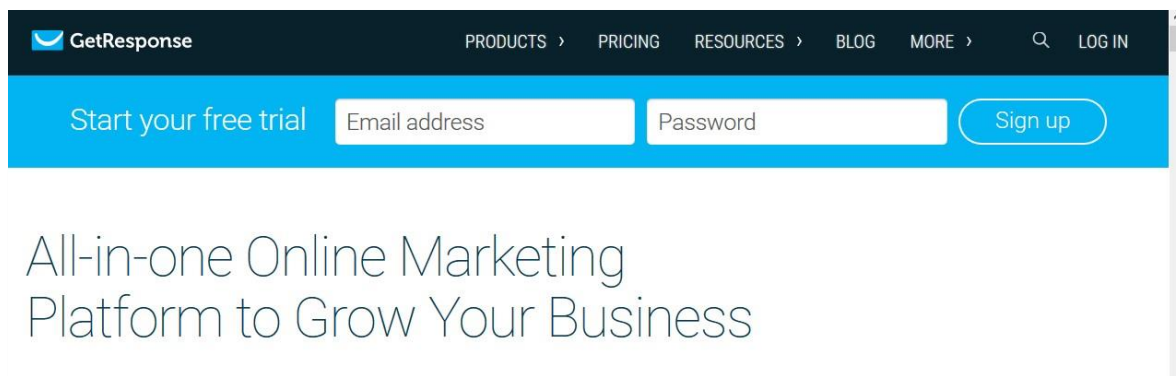 GetResponse PRODUCTS › PRICING RESOURCES › BLOG MORE › LOG IN
Start your free trial Email address Password Sign up
All-in-one Online Marketing
Platform to Grow Your Business